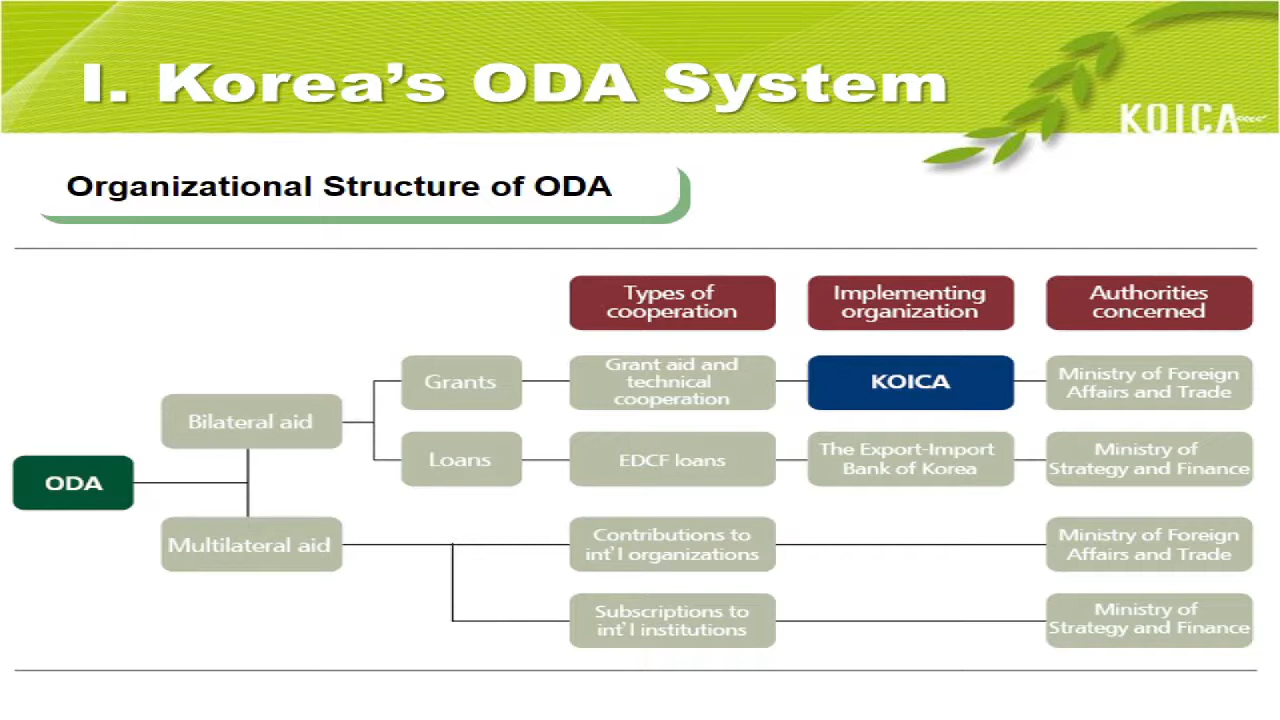 I. Korea's ODA System
KOICA
Organizational Structure of ODA
Types of
cooperation
Implementing
organization
Authorities
concerned
Grants
Grant aid and
technical
cooperation
KOICA
Ministry of Foreign
Affairs and Trade
Bilateral aid
Loans
EDCF loans
The Export-Import
Bank of Korea
Ministry of
Strategy and Finance
ODA
Multilateral aid
Contributions to
int'l organizations
Ministry of Foreign
Affairs and Trade
Subscriptions to
int'l institutions
Ministry of
Strategy and Finance